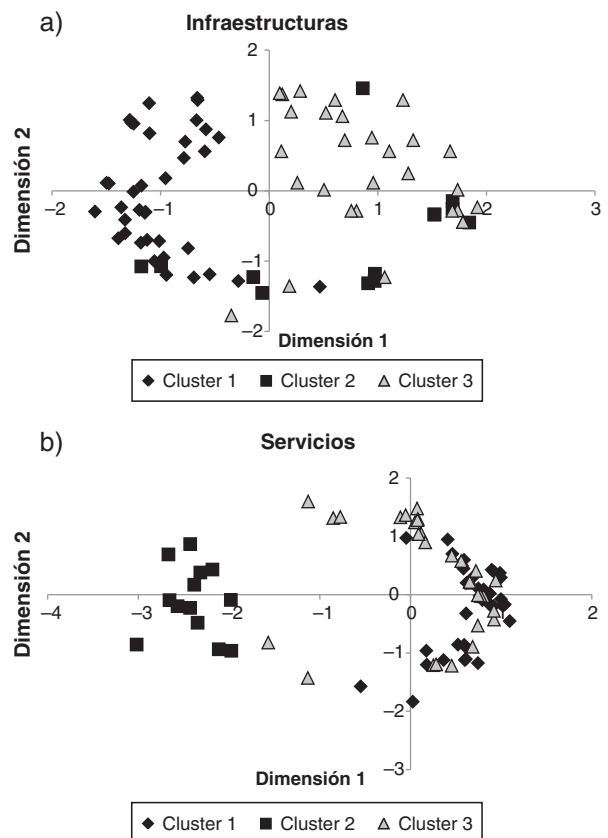 a)
Infraestructuras
2
1
0
–1
–2
–2
–1
0
1
2
3
Dimensión 2
Dimensión 1
Cluster 1 Cluster 2 Cluster 3
b)
Servicios
2
1
0
–1
–2
–3
–4
–3
–2
–1
0
1
2
Dimensión 2
Dimensión 1
Cluster 1 Cluster 2 Cluster 3